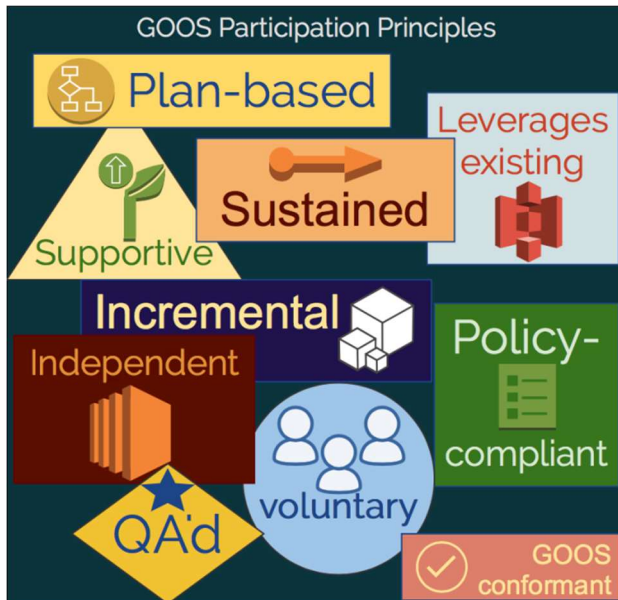 GOOS Participation Principles
Plan-based
Leverages
existing
Supportive
Sustained
Incremental
Independent
Policy-
compliant
voluntary
QA'd
GOOS
conformant